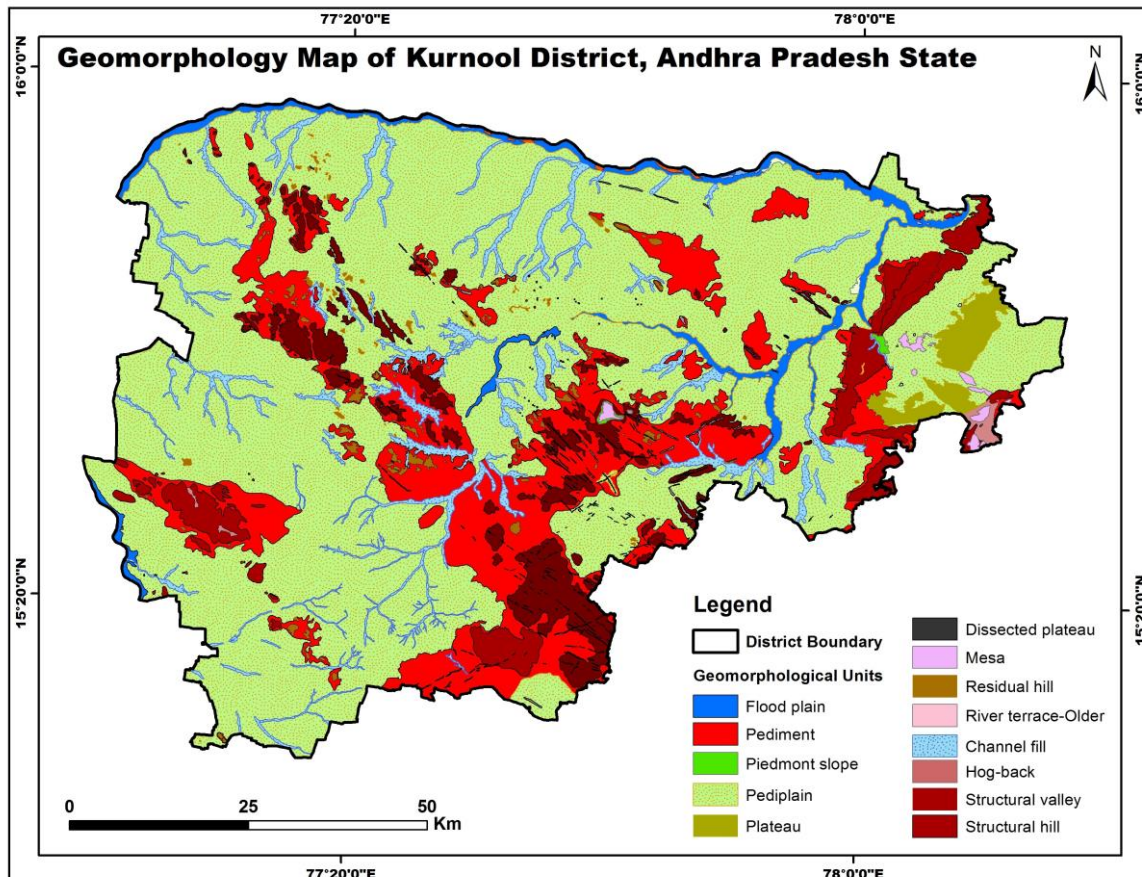 77°20'0"E
78°0'0"E
Geomorphology Map of Kurnool District, Andhra Pradesh State
N
16°0'0"N
16°0'0"N
15°20'0"N
15°20'0"N
Legend
District Boundary
Geomorphological Units
Flood plain
Pediment
Piedmont slope
Pediplain
Plateau
Dissected plateau
Mesa
Residual hill
River terrace-Older
Channel fill
Hog-back
Structural valley
Structural hill
0 25 50
Km
77°20'0"E
78°0'0"E